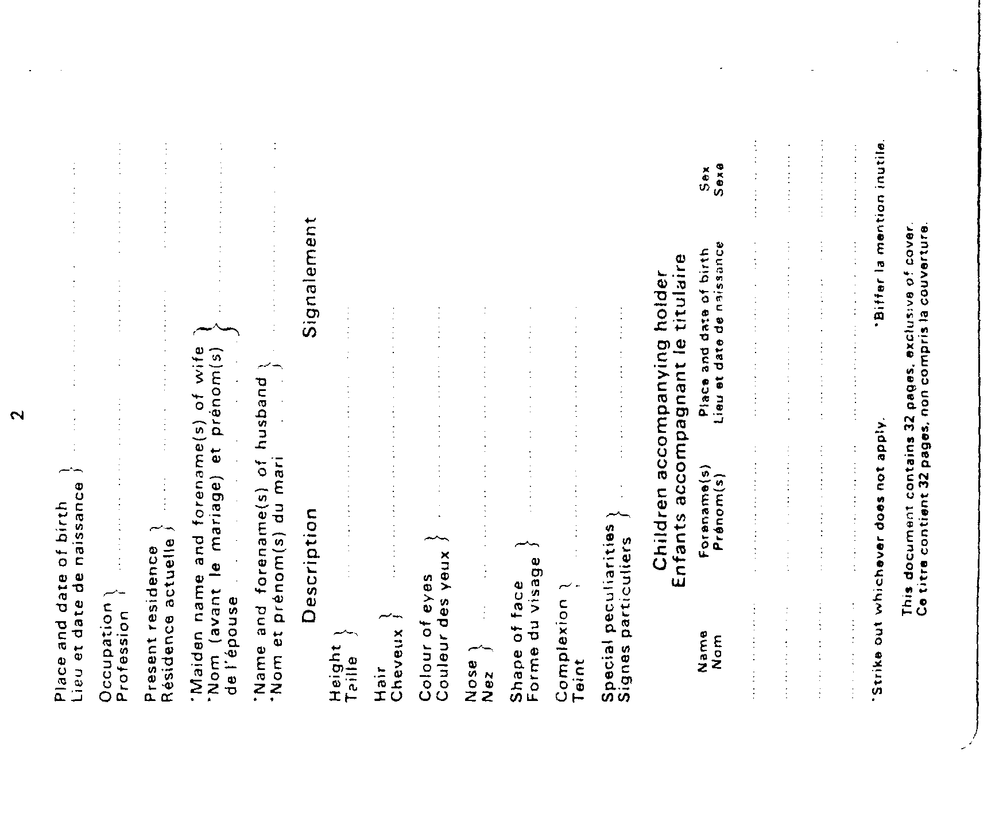 2
Place and date of birth
Lieu et date de naissance
Occupation
Profession
Present residence
Résidence actuelle
*Maiden name and forename(s) of wife
*Nom (avant le mariage) et prénom(s)
de l'épouse
*Name and forename(s) of husband
*Nom et prénom(s) du mari
Description Signalement
Height
Taille
Hair
Cheveux
Colour of eyes
Couleur des yeux
Nose
Nez
Shape of face
Forme du visage
Complexion
Teint
Special peculiarities
Signes particuliers
Children accompanying holder
Enfants accompagnant le titulaire
Name Forename(s) Place and date of birth Sex
Nom Prénom(s) Lieu et date de naissance Sexe
*Strike out whichever does not apply. *Biffer la mention inutile.
This document contains 32 pages, exclusive of cover.
Ce titre contient 32 pages, non compris la couverture.